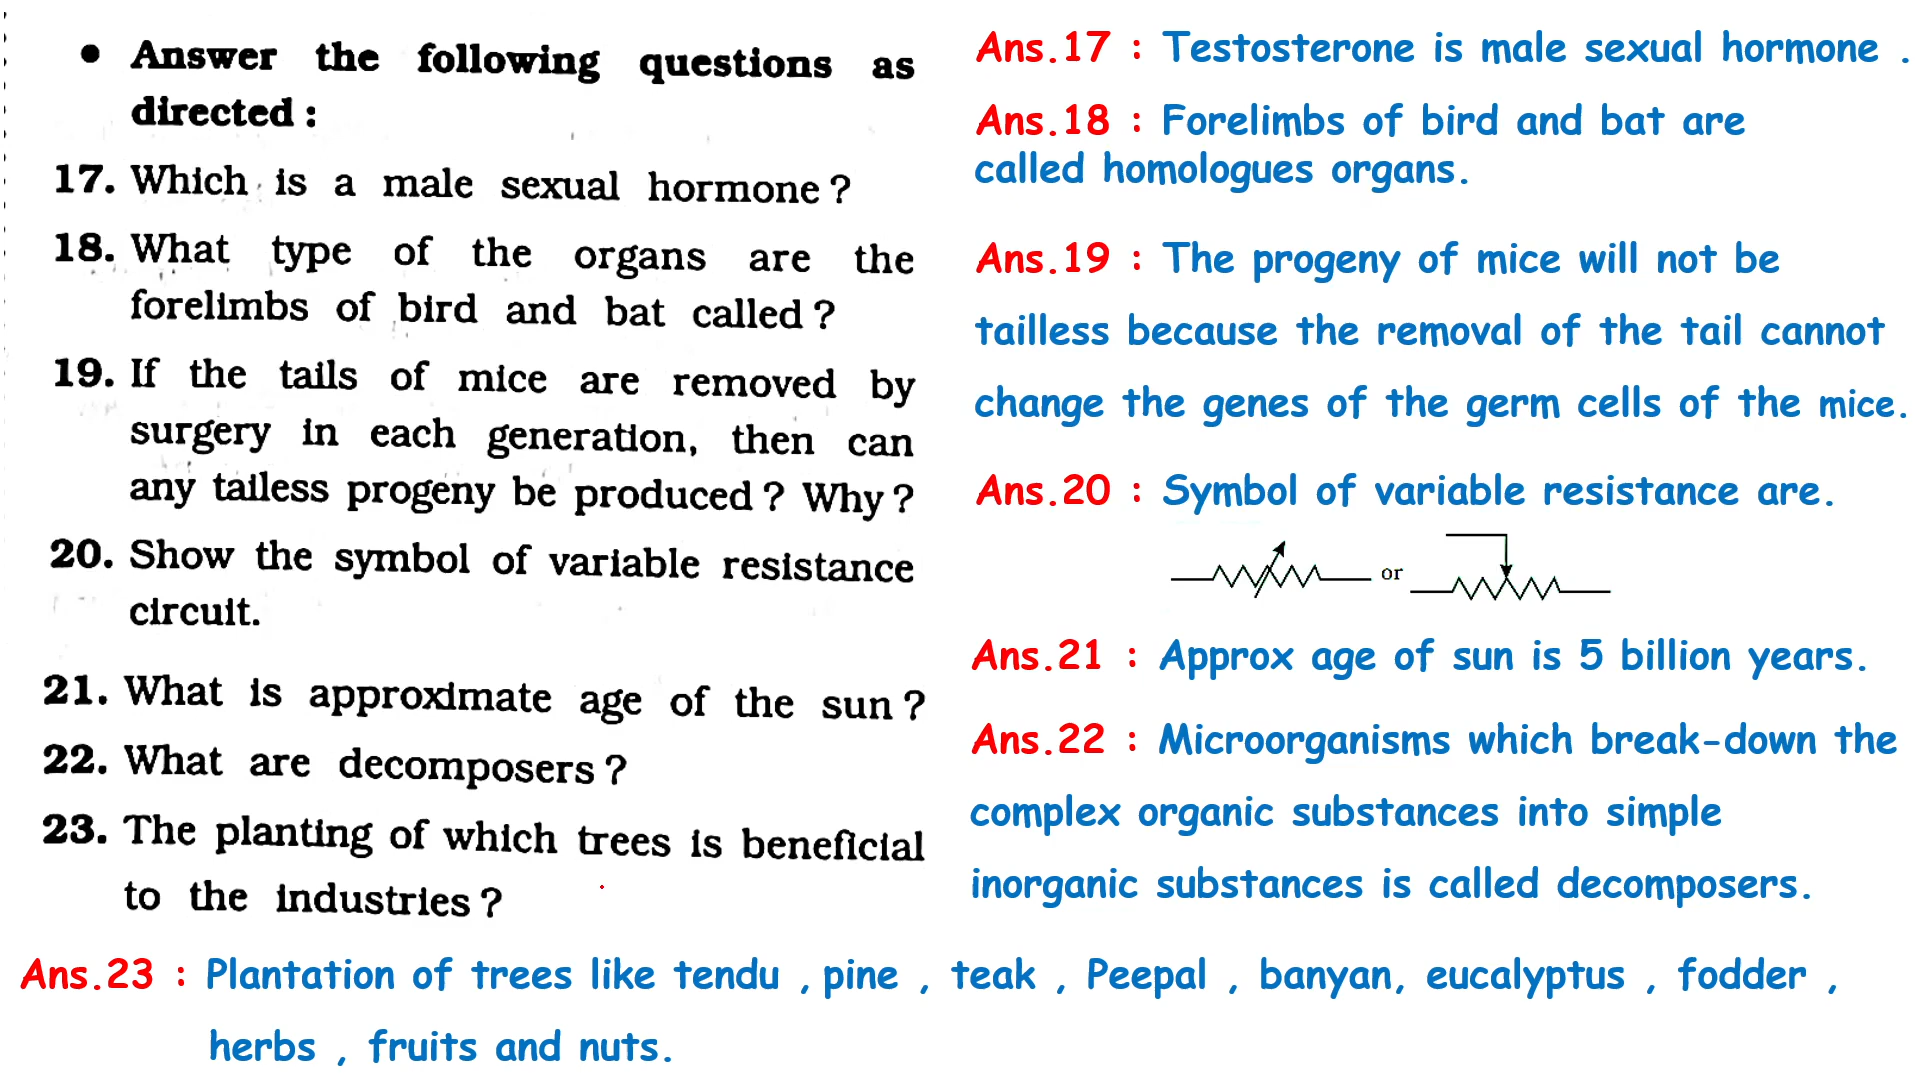 • Answer the following questions as
directed :
17. Which is a male sexual hormone ?
18. What type of the organs are the
forelimbs of bird and bat called ?
19. If the tails of mice are removed by
surgery in each generation, then can
any tailess progeny be produced ? Why ?
20. Show the symbol of variable resistance
circuit.
21. What is approximate age of the sun ?
22. What are decomposers ?
23. The planting of which trees is beneficial
to the industries ?
Ans.17 : Testosterone is male sexual hormone .
Ans.18 : Forelimbs of bird and bat are
called homologues organs.
Ans.19 : The progeny of mice will not be
tailless because the removal of the tail cannot
change the genes of the germ cells of the mice.
Ans.20 : Symbol of variable resistance are.
or
Ans.21 : Approx age of sun is 5 billion years.
Ans.22 : Microorganisms which break-down the
complex organic substances into simple
inorganic substances is called decomposers.
Ans.23 : Plantation of trees like tendu , pine , teak , Peepal , banyan, eucalyptus , fodder ,
herbs , fruits and nuts.